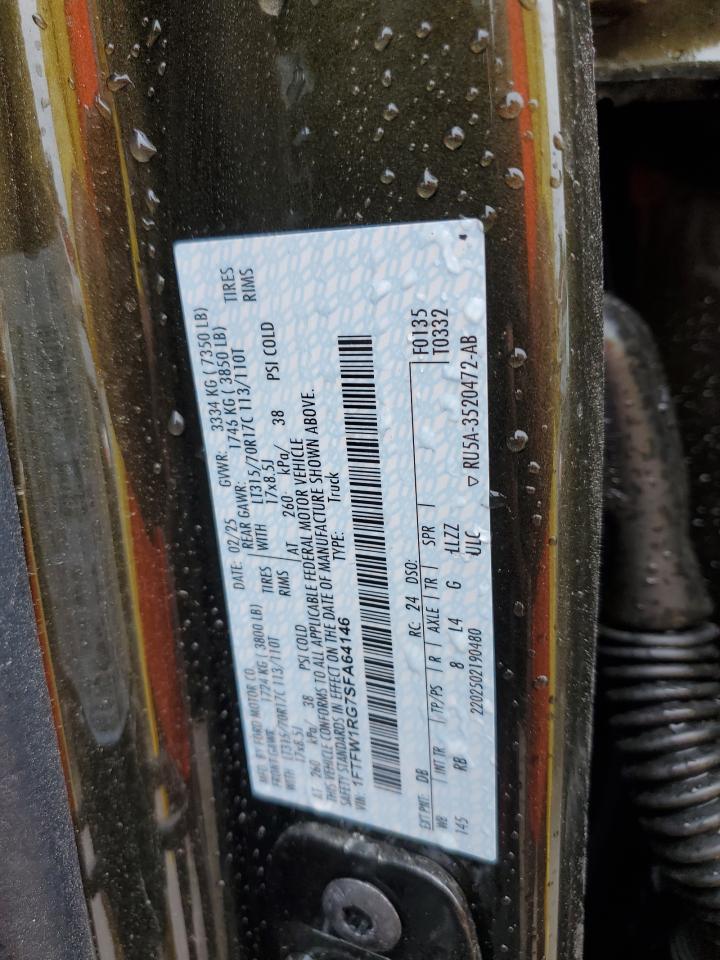 MFD. BY FORD MOTOR CO. DATE: 02/25 GVWR: 3334 KG ( 7350 LB)
FRONT GAWR: 1724 KG ( 3800 LB) REAR GAWR: 1746 KG ( 3850 LB)
WITH LT315/70R17C 113/110T TIRES WITH LT315/70R17C 113/110T TIRES
17x8.5J RIMS 17x8.5J RIMS
AT 260 kPa/ 38 PSI COLD AT 260 kPa/ 38 PSI COLD
THIS VEHICLE CONFORMS TO ALL APPLICABLE FEDERAL MOTOR VEHICLE
SAFETY STANDARDS IN EFFECT ON THE DATE OF MANUFACTURE SHOWN ABOVE.
VIN: 1FTFW1RG7SFA64146 TYPE: Truck
F0135
T0332
EXT PNT: DB RC: 24 DSO:
WB INT TR TP/PS R AXLE TR SPR
145 RB 8 L4 G
2202502190480 ULC ▽ RU5A-3520472-AB